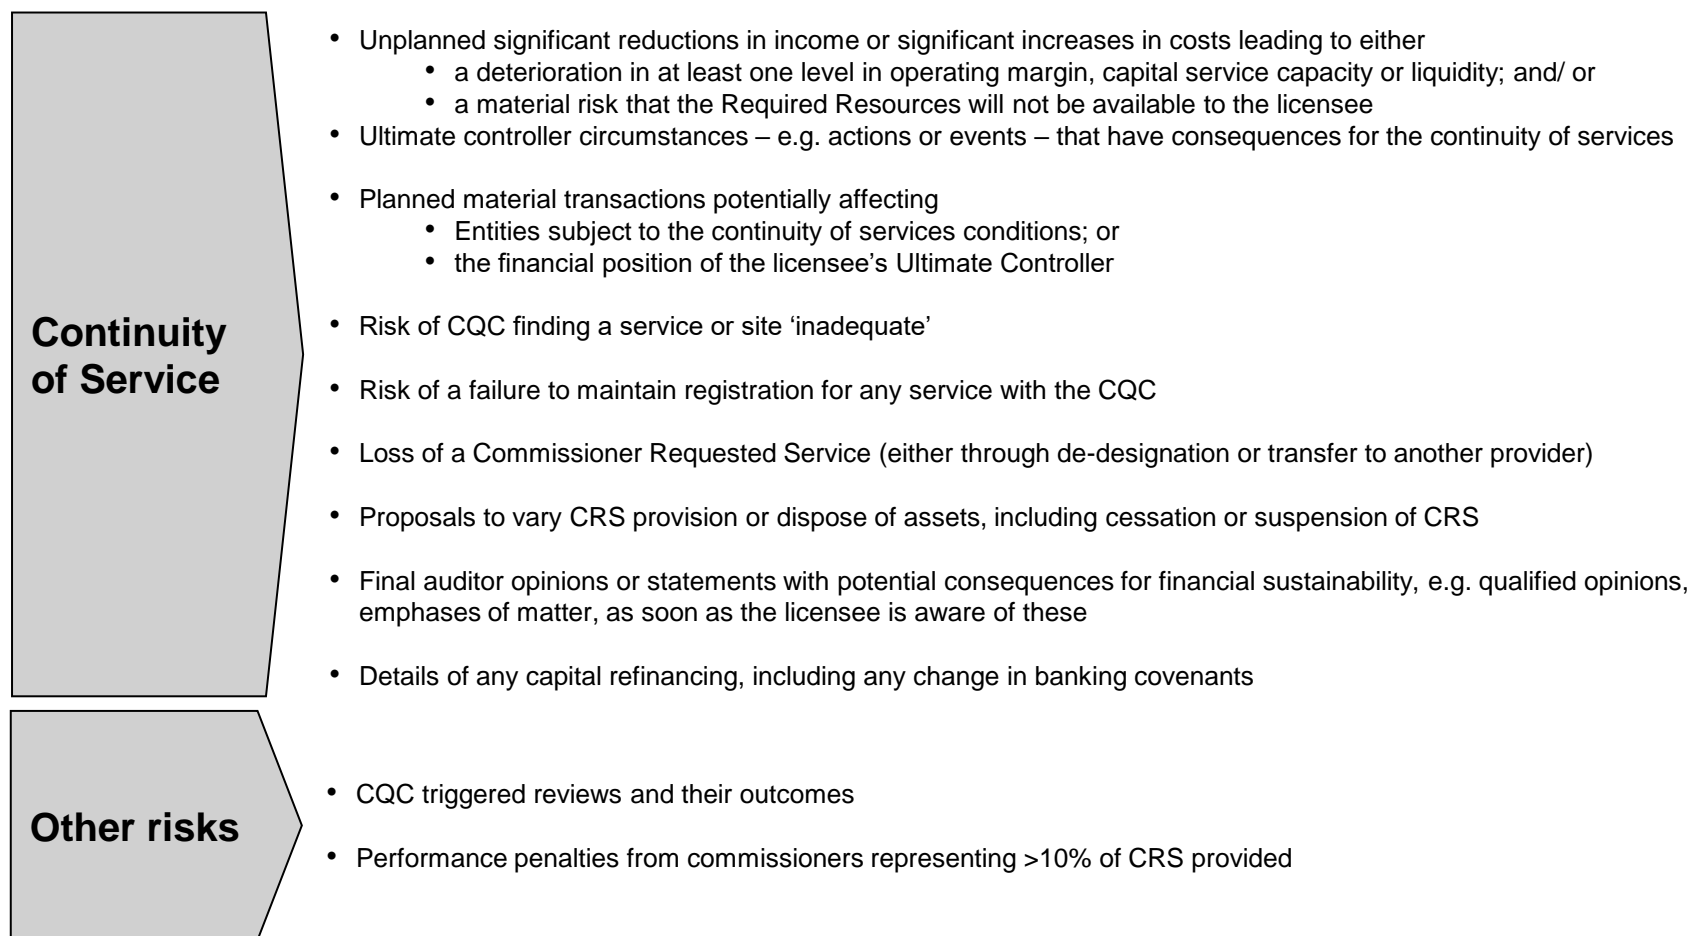 Continuity
of Service
• Unplanned significant reductions in income or significant increases in costs leading to either
• a deterioration in at least one level in operating margin, capital service capacity or liquidity; and/ or
• a material risk that the Required Resources will not be available to the licensee
• Ultimate controller circumstances – e.g. actions or events – that have consequences for the continuity of services
• Planned material transactions potentially affecting
• Entities subject to the continuity of services conditions; or
• the financial position of the licensee’s Ultimate Controller
• Risk of CQC finding a service or site ‘inadequate’
• Risk of a failure to maintain registration for any service with the CQC
• Loss of a Commissioner Requested Service (either through de-designation or transfer to another provider)
• Proposals to vary CRS provision or dispose of assets, including cessation or suspension of CRS
• Final auditor opinions or statements with potential consequences for financial sustainability, e.g. qualified opinions,
emphases of matter, as soon as the licensee is aware of these
• Details of any capital refinancing, including any change in banking covenants
Other risks
• CQC triggered reviews and their outcomes
• Performance penalties from commissioners representing >10% of CRS provided